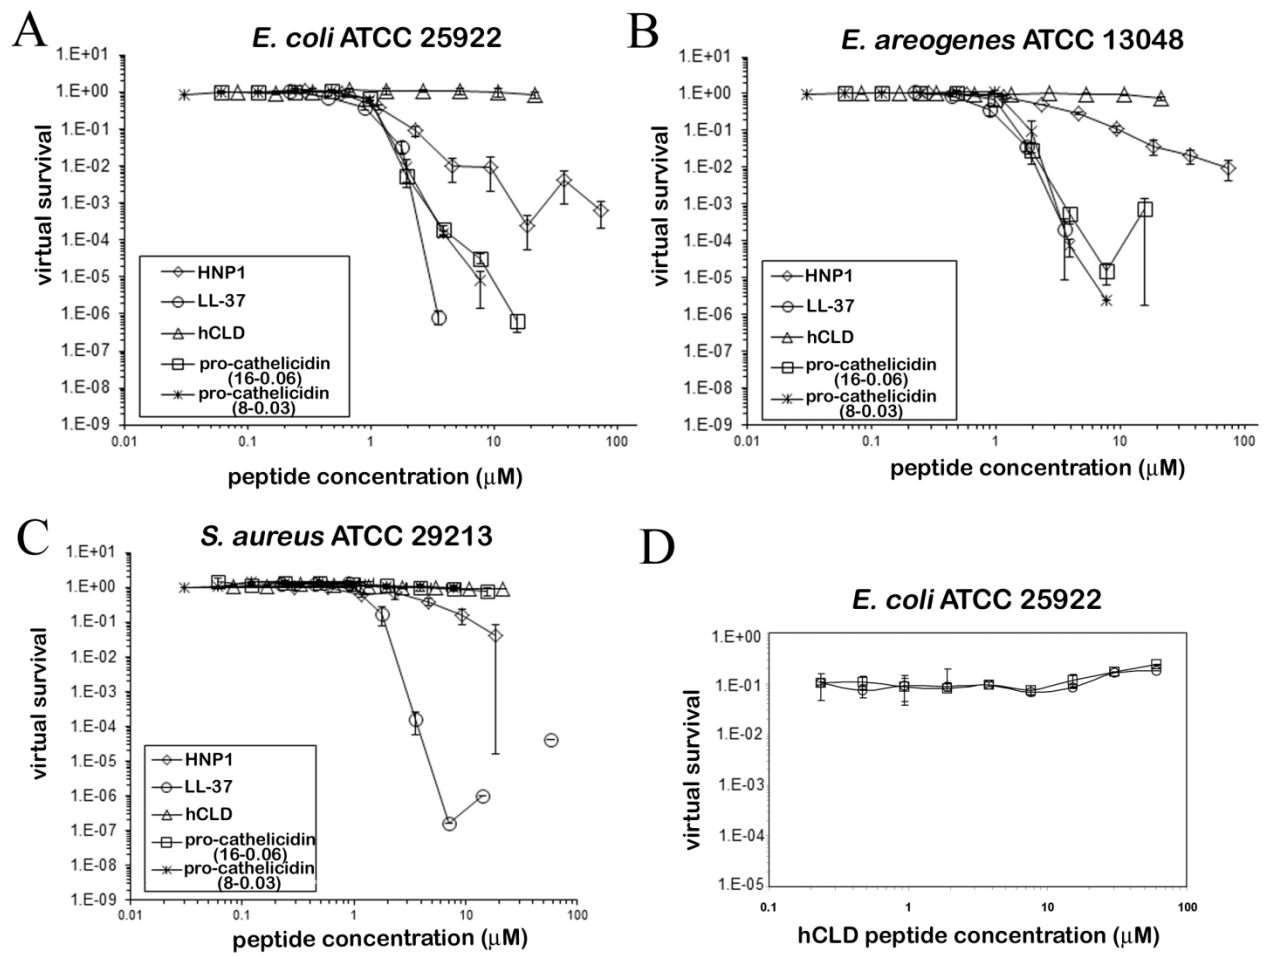 A
E. coli ATCC 25922
1.E+01
1.E+00
1.E-01
1.E-02
1.E-03
1.E-04
1.E-05
1.E-06
1.E-07
1.E-08
1.E-09
virtual survival
HNP1
LL-37
hCLD
pro-cathelicidin
(16-0.06)
pro-cathelicidin
(8-0.03)
0.01 0.1 1 10 100
peptide concentration (μM)
B
E. areogenes ATCC 13048
1.E+01
1.E+00
1.E-01
1.E-02
1.E-03
1.E-04
1.E-05
1.E-06
1.E-07
1.E-08
1.E-09
virtual survival
HNP1
LL-37
hCLD
pro-cathelicidin
(16-0.06)
pro-cathelicidin
(8-0.03)
0.01 0.1 1 10 100
peptide concentration (μM)
C
S. aureus ATCC 29213
1.E+01
1.E+00
1.E-01
1.E-02
1.E-03
1.E-04
1.E-05
1.E-06
1.E-07
1.E-08
1.E-09
virtual survival
HNP1
LL-37
hCLD
pro-cathelicidin
(16-0.06)
pro-cathelicidin
(8-0.03)
0.01 0.1 1 10 100
peptide concentration (μM)
D
E. coli ATCC 25922
1.E+00
1.E-01
1.E-02
1.E-03
1.E-04
1.E-05
virtual survival
0.1 1 10 100
hCLD peptide concentration (μM)